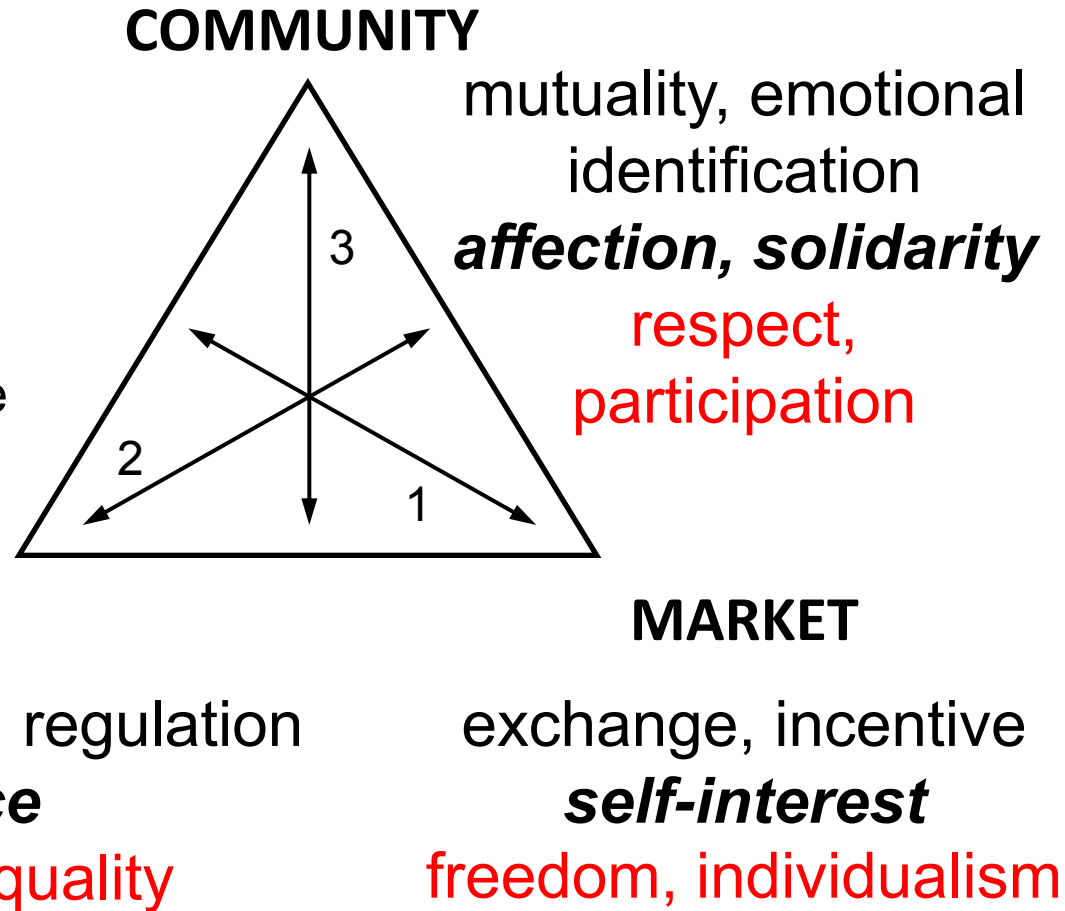 COMMUNITY
mutuality, emotional
identification
affection, solidarity
respect,
participation
3
2
1
MARKET
regulation
exchange, incentive
self-interest
freedom, individualism